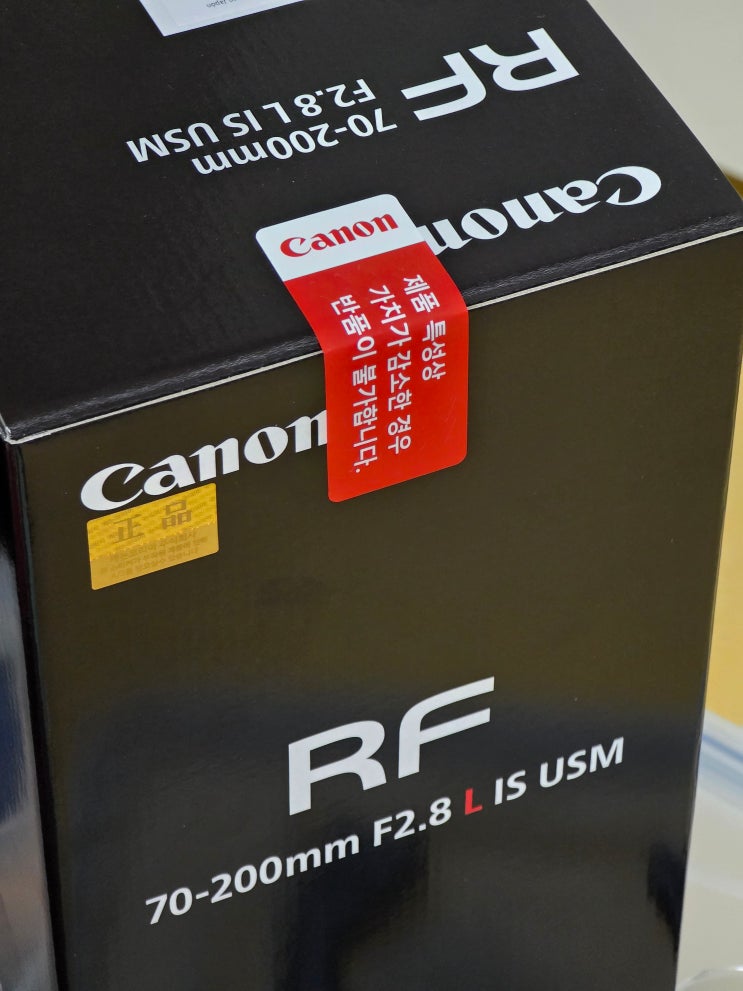 RF
70-200mm
F2.8 L IS USM
Canon
Canon
제품 특성상
가치가 감소한 경우
반품이 불가합니다.
Canon
正品
RF
70-200mm F2.8 L IS USM